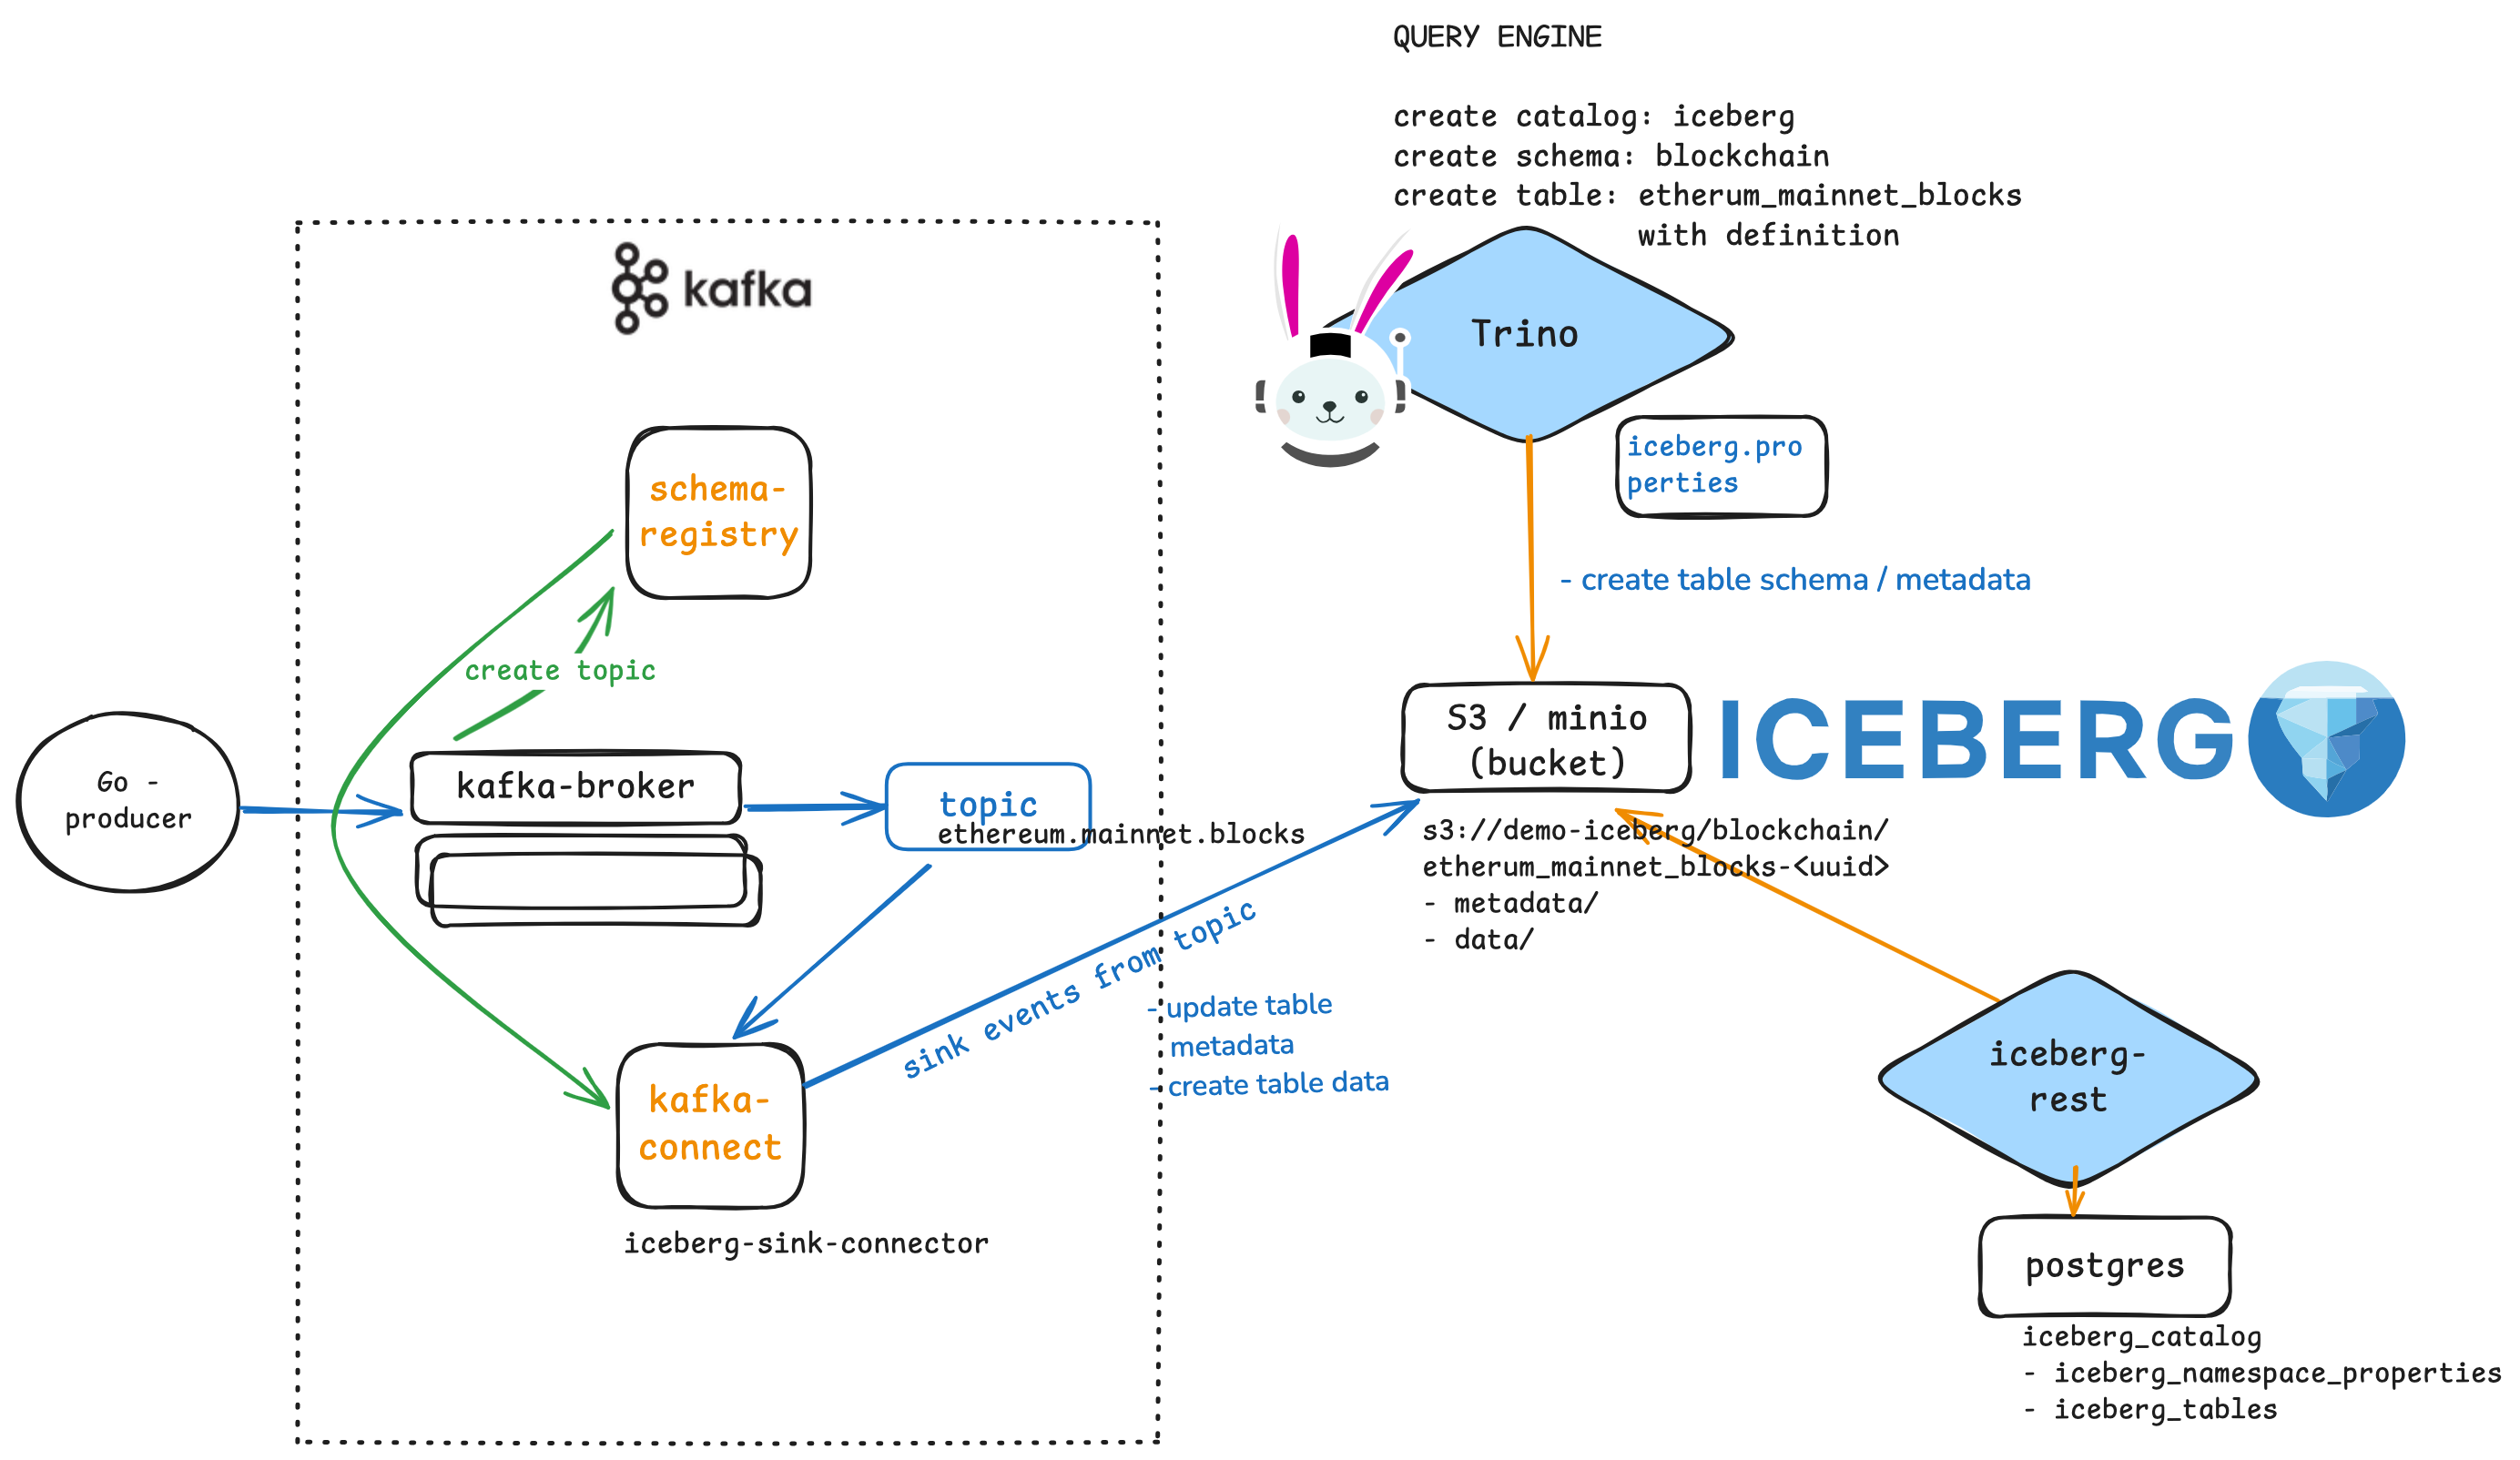 QUERY ENGINE
create catalog: iceberg
create schema: blockchain
create table: etherum_mainnet_blocks
with definition
kafka
Trino
iceberg.pro
perties
schema-
registry
- create table schema / metadata
create topic
S3 / minio
(bucket)
ICEBERG
Go -
producer
kafka-broker
topic
ethereum.mainnet.blocks
s3://demo-iceberg/blockchain/
etherum_mainnet_blocks-<uuid>
- metadata/
- data/
sink events from topic
- update table
metadata
- create table data
kafka-
connect
iceberg-sink-connector
iceberg-
rest
postgres
iceberg_catalog
- iceberg_namespace_properties
- iceberg_tables